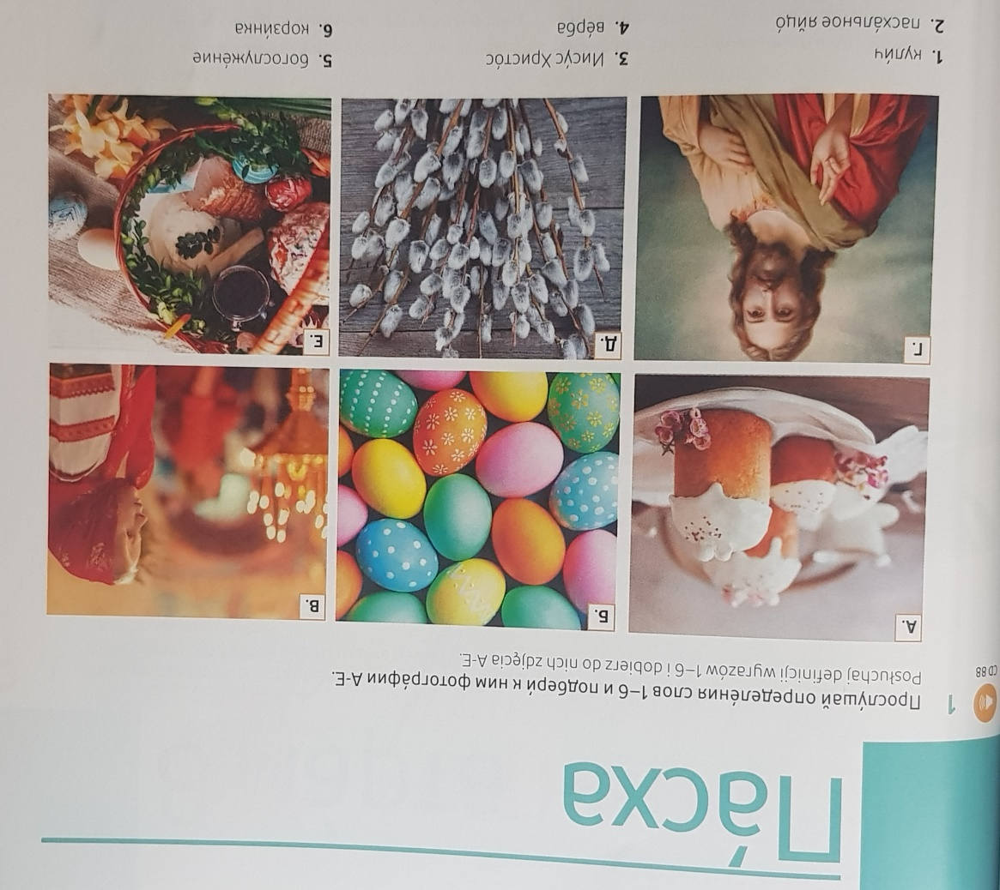 Па́сха
CD 88
1 Прослу́шай определе́ния слов 1–6 и подбери́ к ним фотогра́фии А-Е.
Posłuchaj definicji wyrazów 1–6 i dobierz do nich zdjęcia А-Е.
А. Б. В.
Г. Д. Е.
1. кули́ч 3. Иису́с Христо́с 5. богослуже́ние
2. пасха́льное яйцо́ 4. ве́рба 6. корзи́нка